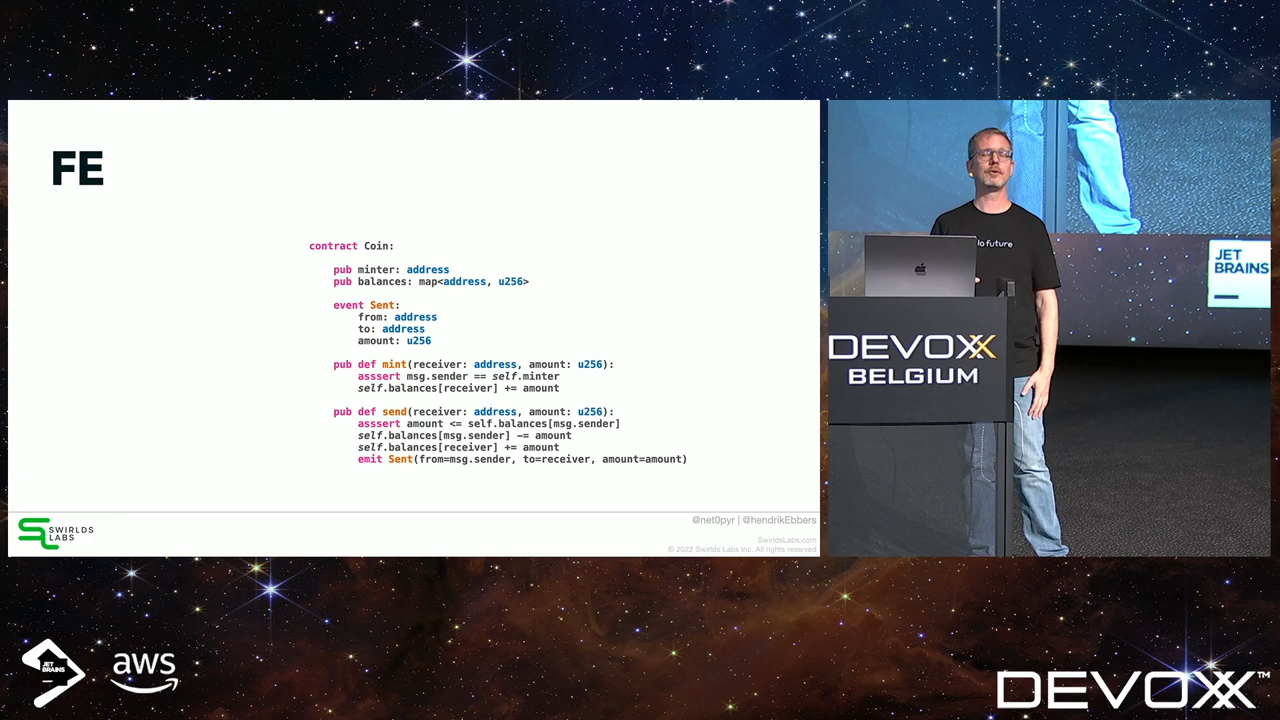 FE
contract Coin:
pub minter: address
pub balances: map<address, u256>
event Sent:
from: address
to: address
amount: u256
pub def mint(receiver: address, amount: u256):
asssert msg.sender == self.minter
self.balances[receiver] += amount
pub def send(receiver: address, amount: u256):
asssert amount <= self.balances[msg.sender]
self.balances[msg.sender] -= amount
self.balances[receiver] += amount
emit Sent(from=msg.sender, to=receiver, amount=amount)
SWIRLDS
LABS
@net0pyr | @hendrikEbbers
SwirldsLabs.com
© 2022 Swirlds Labs Inc. All rights reserved
lo future
JET
BRAINS
DEVOXX
BELGIUM
JET
BRAINS
aws
DEVOXX™